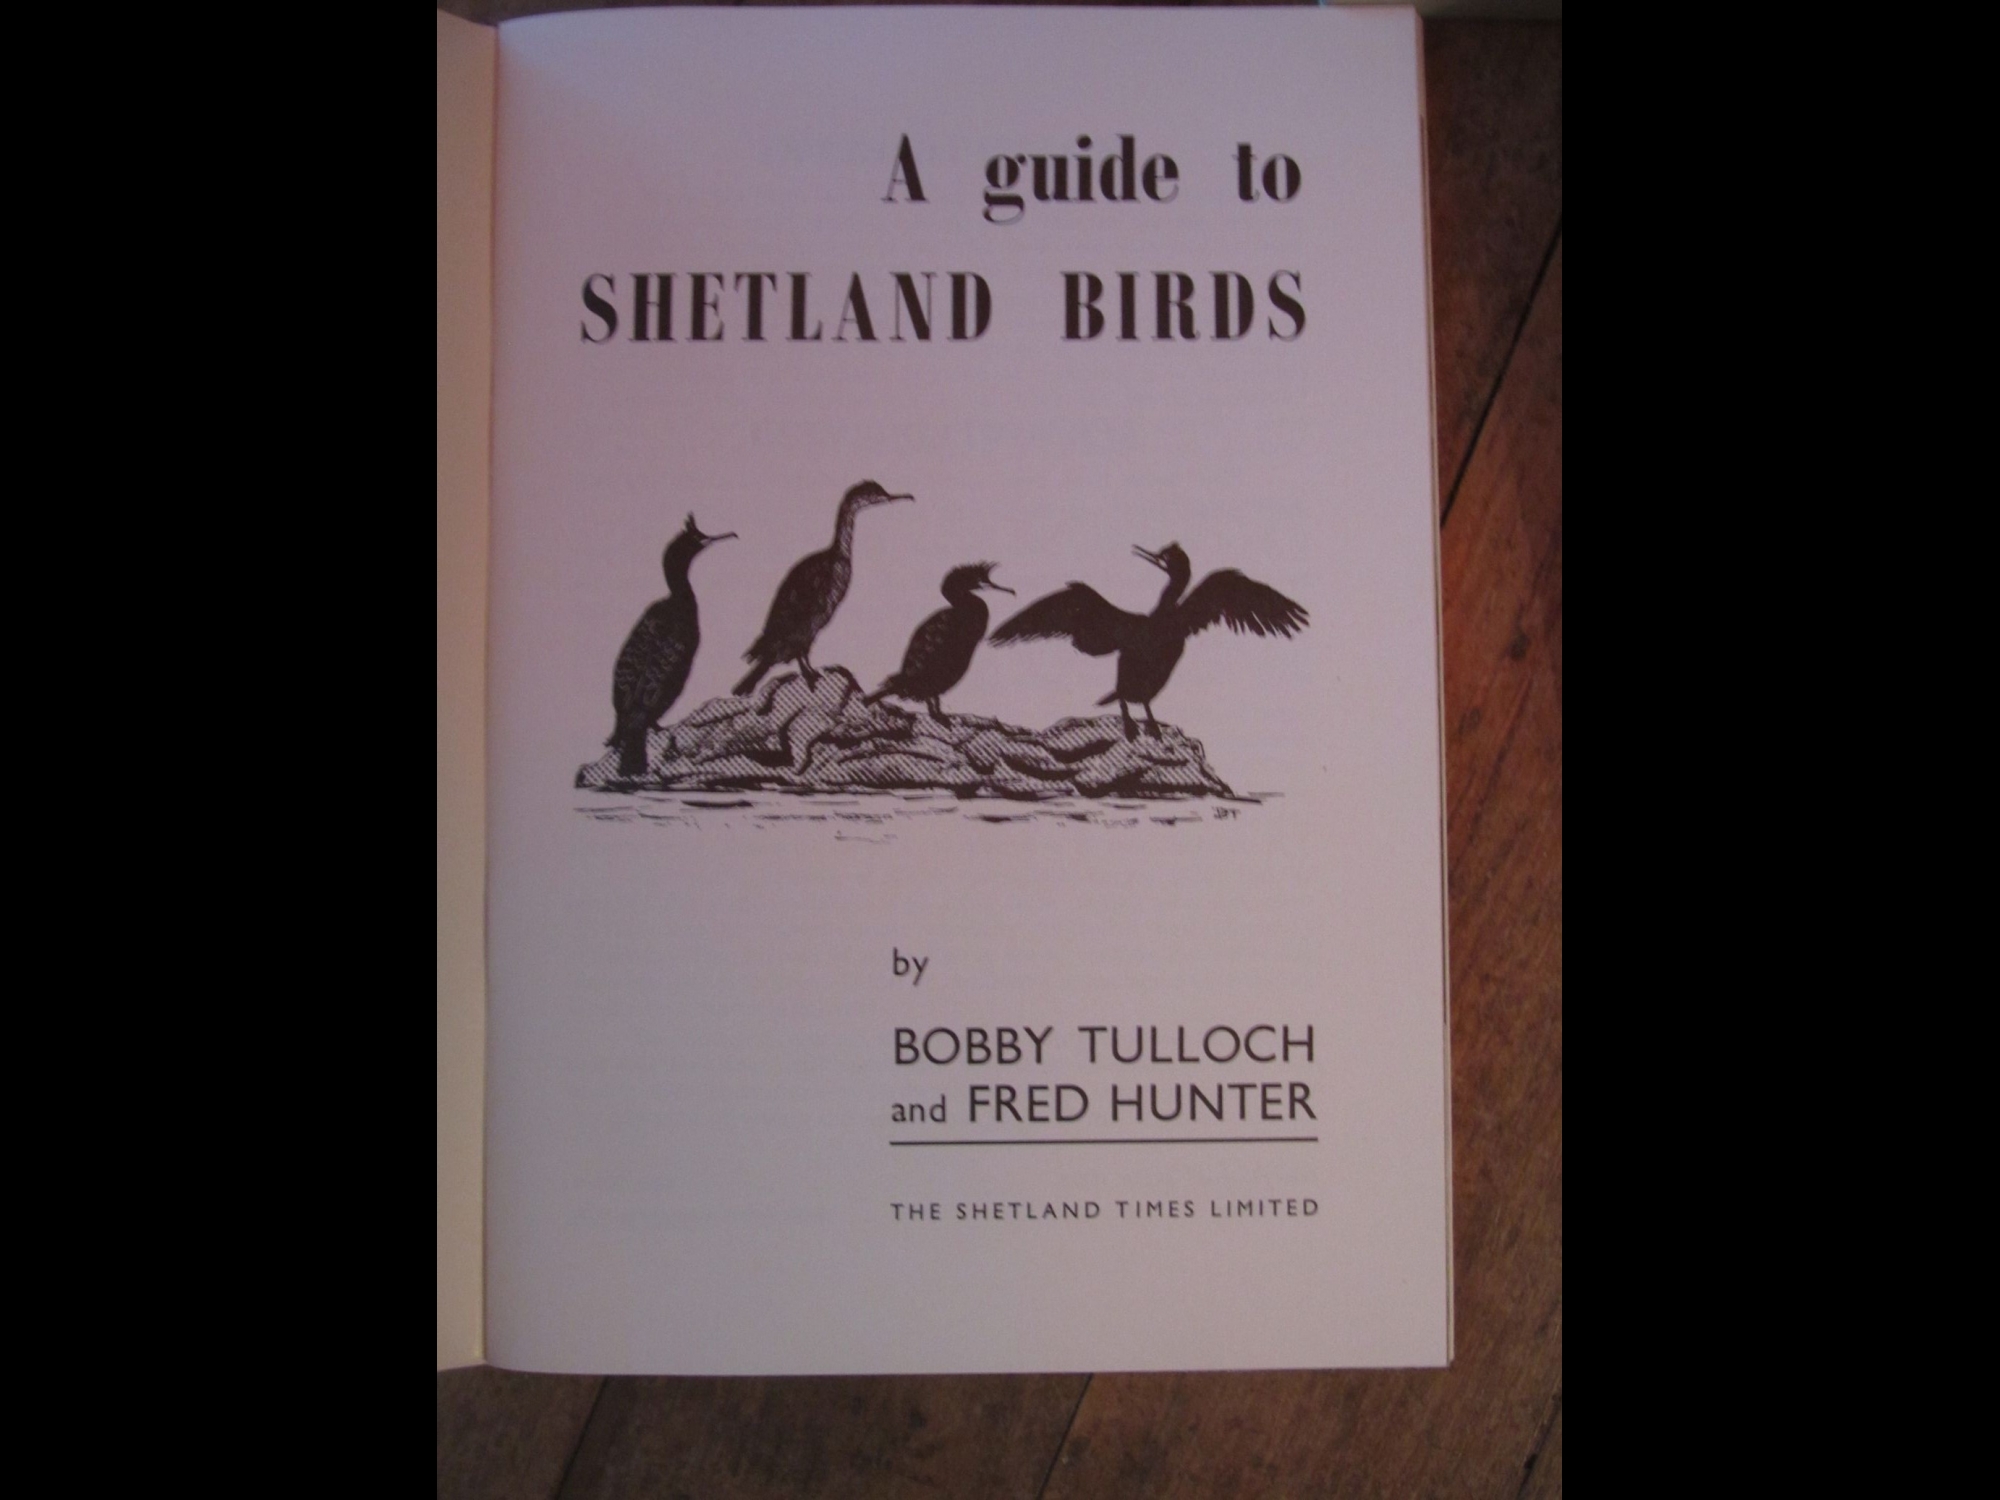 A guide to
SHETLAND BIRDS
by
BOBBY TULLOCH
and FRED HUNTER
THE SHETLAND TIMES LIMITED